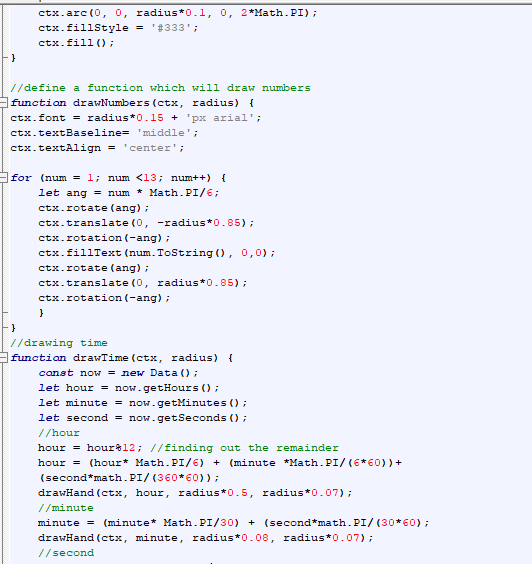 ctx.arc(0, 0, radius*0.1, 0, 2*Math.PI);
ctx.fillStyle = '#333';
ctx.fill();
}
//define a function which will draw numbers
function drawNumbers(ctx, radius) {
ctx.font = radius*0.15 + 'px arial';
ctx.textBaseline= 'middle';
ctx.textAlign = 'center';
for (num = 1; num <13; num++) {
let ang = num * Math.PI/6;
ctx.rotate(ang);
ctx.translate(0, -radius*0.85);
ctx.rotation(-ang);
ctx.fillText(num.ToString(), 0,0);
ctx.rotate(ang);
ctx.translate(0, radius*0.85);
ctx.rotation(-ang);
}
}
//drawing time
function drawTime(ctx, radius) {
const now = new Data();
let hour = now.getHours();
let minute = now.getMinutes();
let second = now.getSeconds();
//hour
hour = hour%12; //finding out the remainder
hour = (hour* Math.PI/6) + (minute *Math.PI/(6*60))+
(second*math.PI/(360*60));
drawHand(ctx, hour, radius*0.5, radius*0.07);
//minute
minute = (minute* Math.PI/30) + (second*math.PI/(30*60);
drawHand(ctx, minute, radius*0.08, radius*0.07);
//second